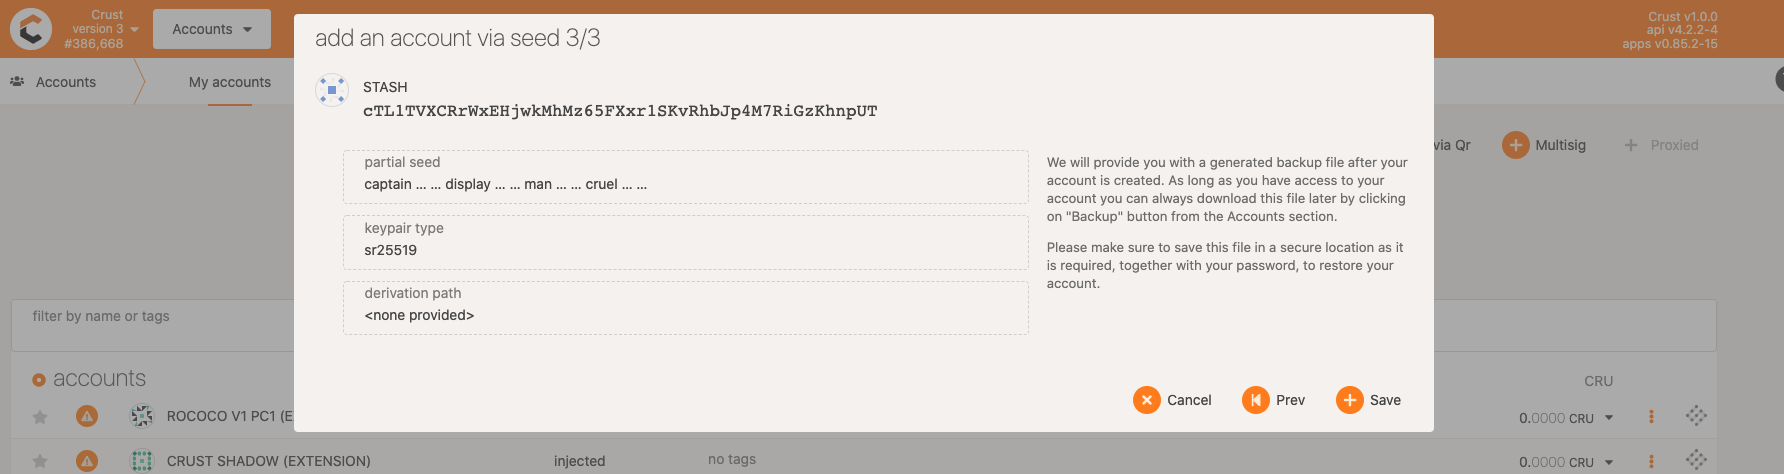 Crust
version 3
#386,668
Accounts
Crust v1.0.0
api v4.2.2-4
apps v0.85.2-15
Accounts
My accounts
add an account via seed 3/3
STASH
cTL1TVXCRrWxEHjwkMhMz65FXxr1SKvRhbJp4M7RiGzKhnpUT
partial seed
captain ... ... display ... ... man ... ... cruel ... ...
keypair type
sr25519
derivation path
<none provided>
We will provide you with a generated backup file after your
account is created. As long as you have access to your
account you can always download this file later by clicking
on "Backup" button from the Accounts section.
Please make sure to save this file in a secure location as it
is required, together with your password, to restore your
account.
Cancel
Prev
Save
via Qr
Multisig
Proxied
filter by name or tags
accounts
CRU
ROCOCO V1 PC1 (E
0.0000 CRU
CRUST SHADOW (EXTENSION)
injected
no tags
0.0000 CRU